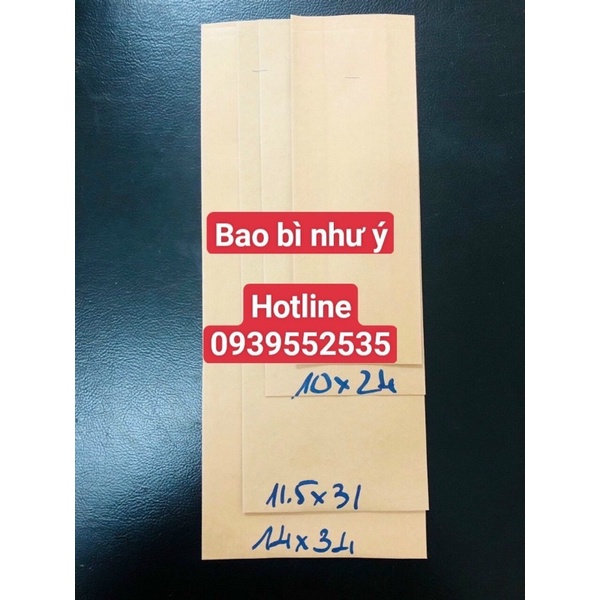 Bao bì như ý
Hotline
0939552535
10x24
11.5x31
14x34